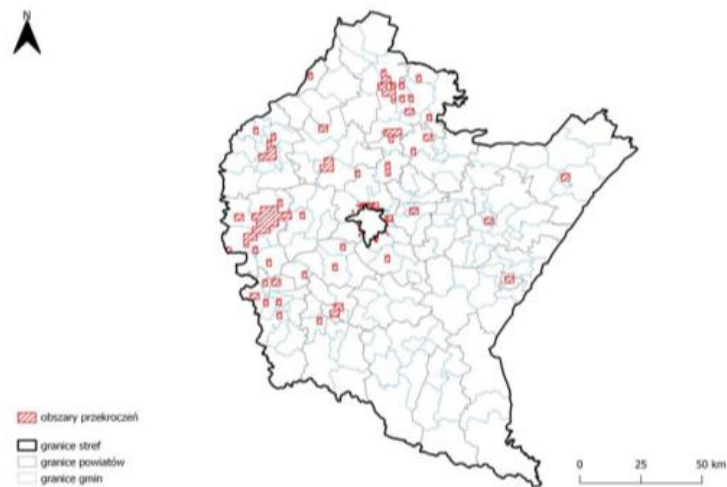 N
obszary przekroczeń
granice stref
granice powiatów
granice gmin
0 25 50 km